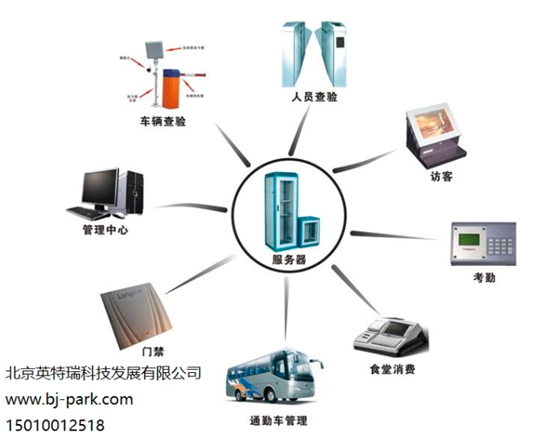 人员查验
车辆查验
访客
管理中心
服务器
考勤
门禁
食堂消费
通勤车管理
北京英特瑞科技发展有限公司
www.bj-park.com
15010012518